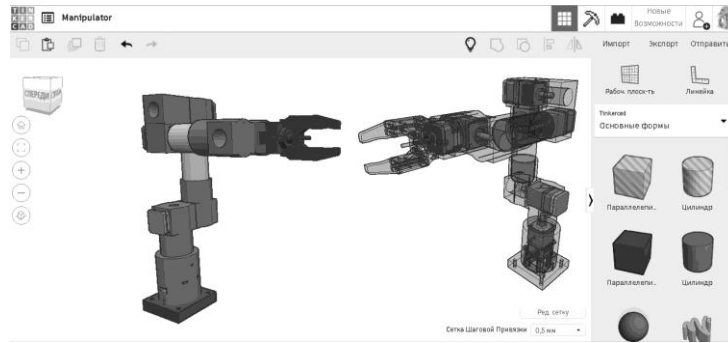 TIN
KER
CAD
Manipulator
Новые
Возможности
Импорт
Экспорт
Отправить
СПЕРЕДИ
Рабоч. плоск-ть
Линейка
Tinkercad
Основные формы
Параллелепи..
Цилиндр
Параллелепи..
Цилиндр
Ред. сетку
Сетка Шаговой Привязки 0,5 мм